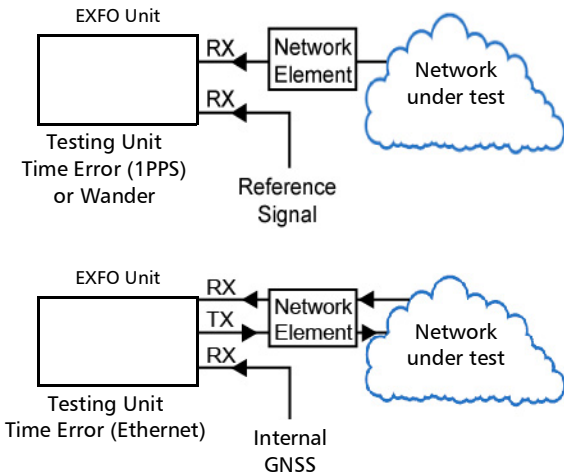 EXFO Unit
RX
Network
Element
Network
under test
RX
Testing Unit
Time Error (1PPS)
or Wander
Reference
Signal
EXFO Unit
RX
TX
Network
Element
Network
under test
RX
Testing Unit
Time Error (Ethernet)
Internal
GNSS